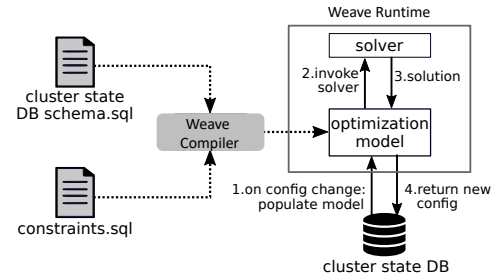 Weave Runtime
solver
2.invoke
solver
3.solution
cluster state
DB schema.sql
Weave
Compiler
optimization
model
1.on config change:
populate model
4.return new
config
constraints.sql
cluster state DB